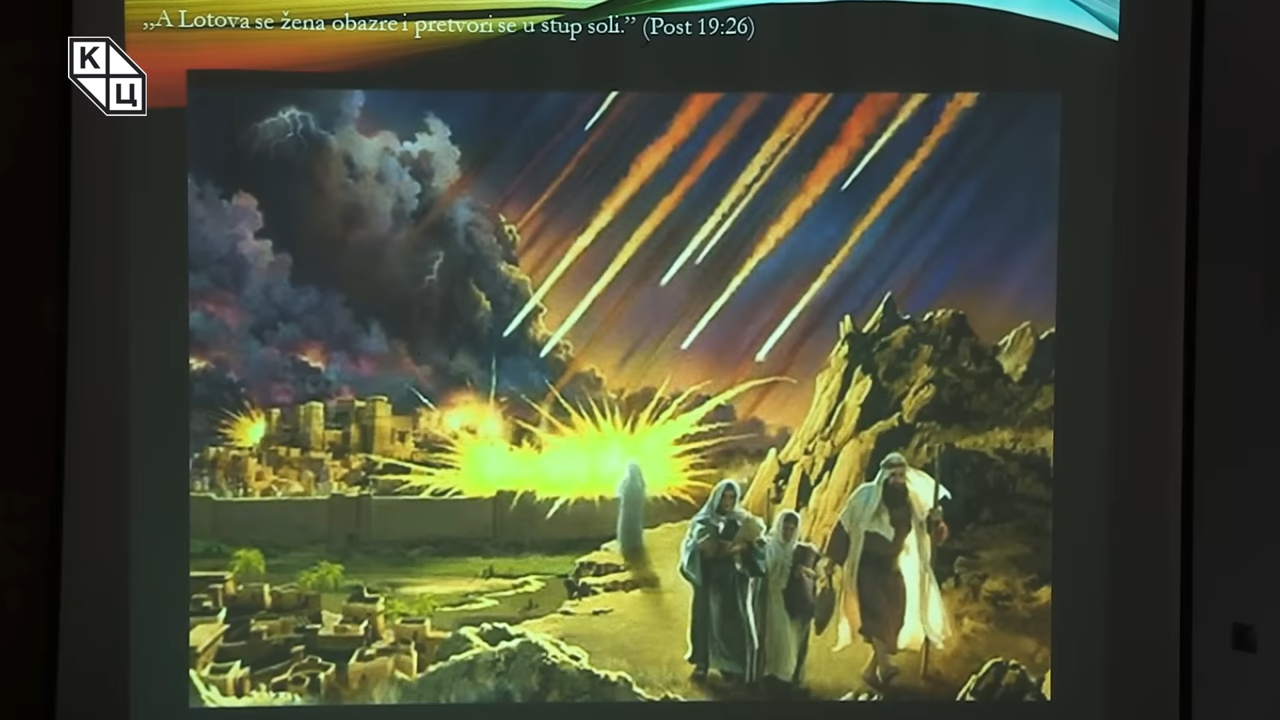 „A Lotova se žena obazre i pretvori se u stup soli.” (Post 19:26)
К
Ц